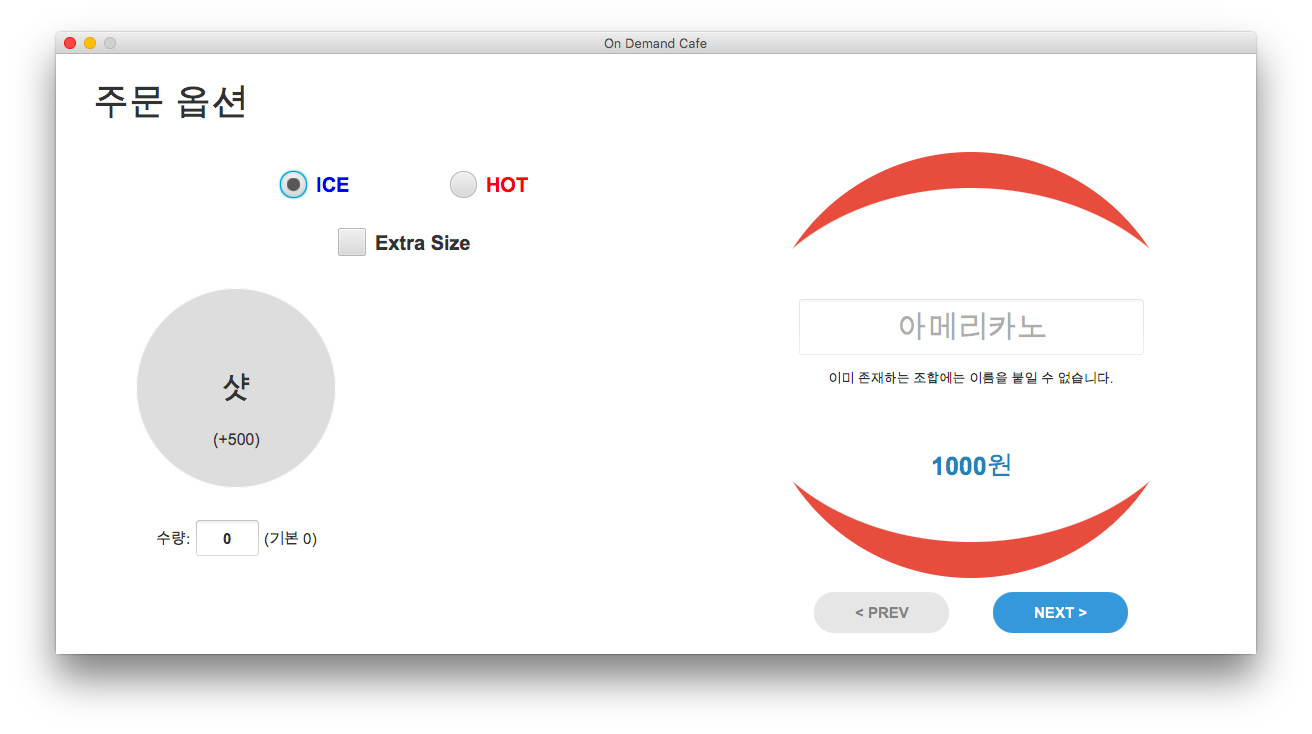 On Demand Cafe
주문 옵션
ICE
HOT
Extra Size
샷
(+500)
수량: 0 (기본 0)
아메리카노
이미 존재하는 조합에는 이름을 붙일 수 없습니다.
1000원
< PREV
NEXT >